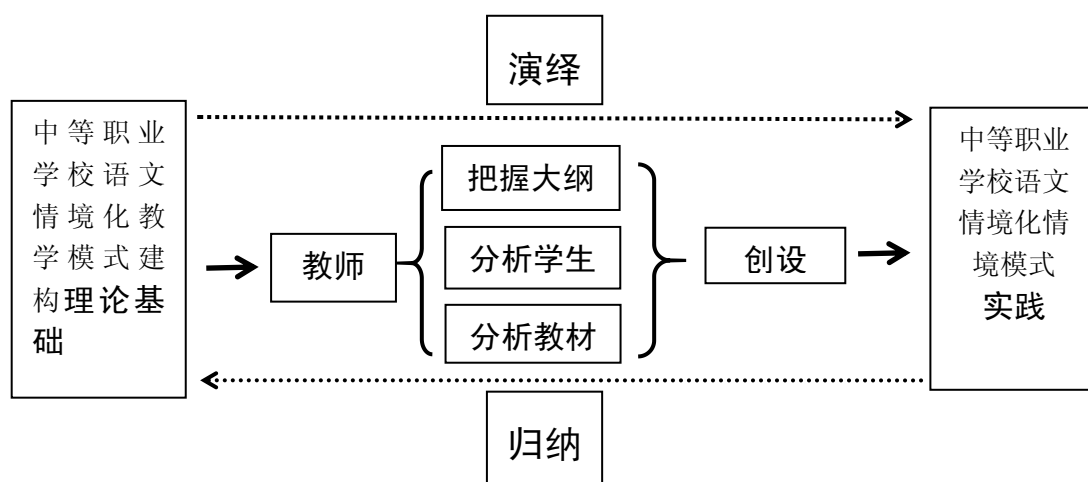 演绎
中等职业
学校语文
情境化教
学模式建
构理论基
础
教师
把握大纲
分析学生
分析教材
创设
中等职业
学校语文
情境化情
境模式
实践
归纳